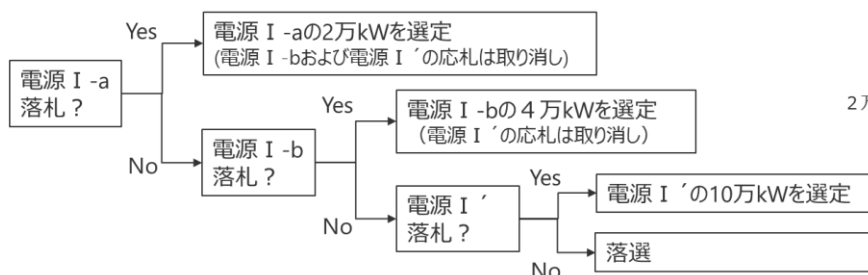 Yes
電源Ⅰ-aの2万kWを選定
(電源Ⅰ-bおよび電源Ⅰ´の応札は取り消し)
電源Ⅰ-a
落札？
No
電源Ⅰ-b
落札？
Yes
電源Ⅰ-bの４万kWを選定
（電源Ⅰ´の応札は取り消し）
2万
No
電源Ⅰ´
落札？
Yes
電源Ⅰ´の10万kWを選定
No
落選